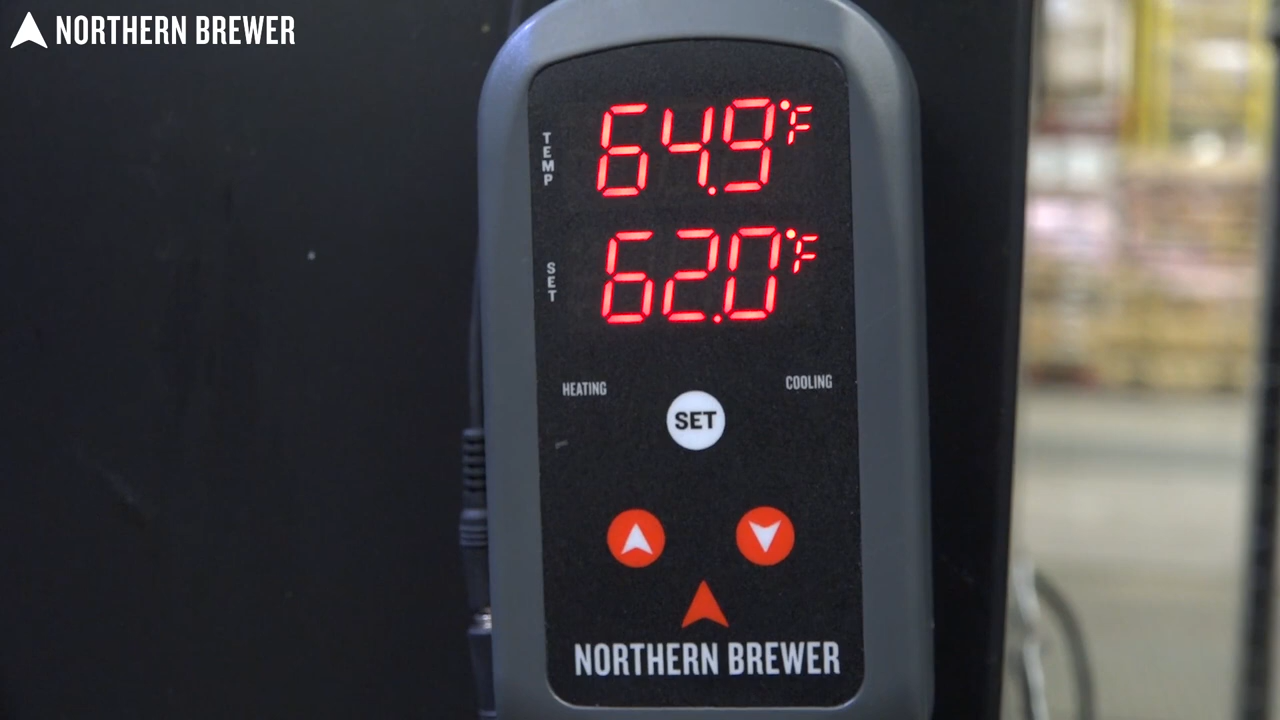 NORTHERN BREWER
TEMP
64.9°F
SET
62.0°F
HEATING
COOLING
SET
NORTHERN BREWER